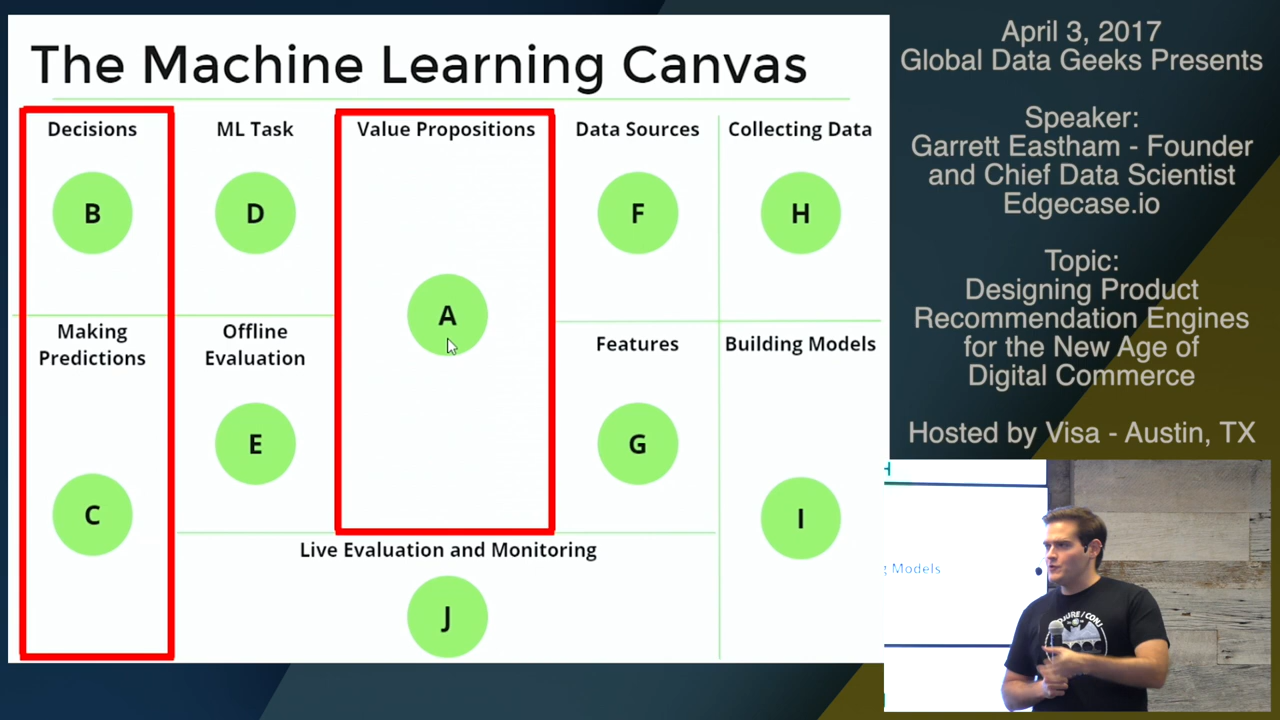 The Machine Learning Canvas
Decisions
B
ML Task
D
Value Propositions
A
Data Sources
F
Collecting Data
H
Making
Predictions
C
Offline
Evaluation
E
Features
G
Building Models
I
Live Evaluation and Monitoring
J
April 3, 2017
Global Data Geeks Presents
Speaker:
Garrett Eastham - Founder
and Chief Data Scientist
Edgecase.io
Topic:
Designing Product
Recommendation Engines
for the New Age of
Digital Commerce
Hosted by Visa - Austin, TX
H
g Models